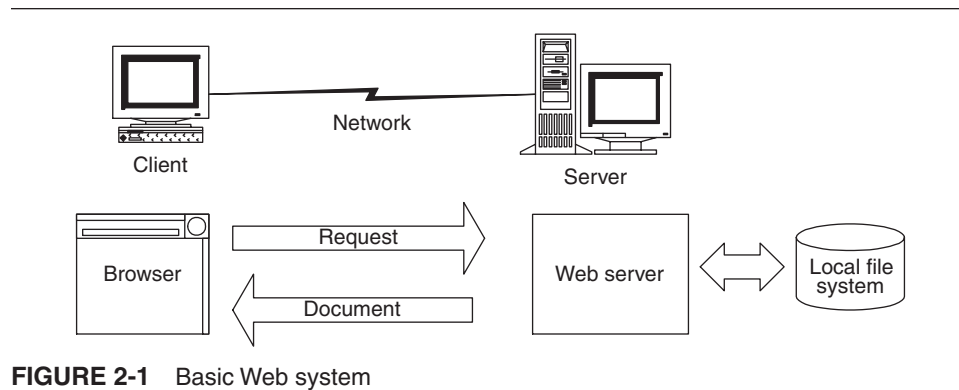 Network
Client
Server
Request
Browser
Web server
Local file
system
Document
FIGURE 2-1 Basic Web system